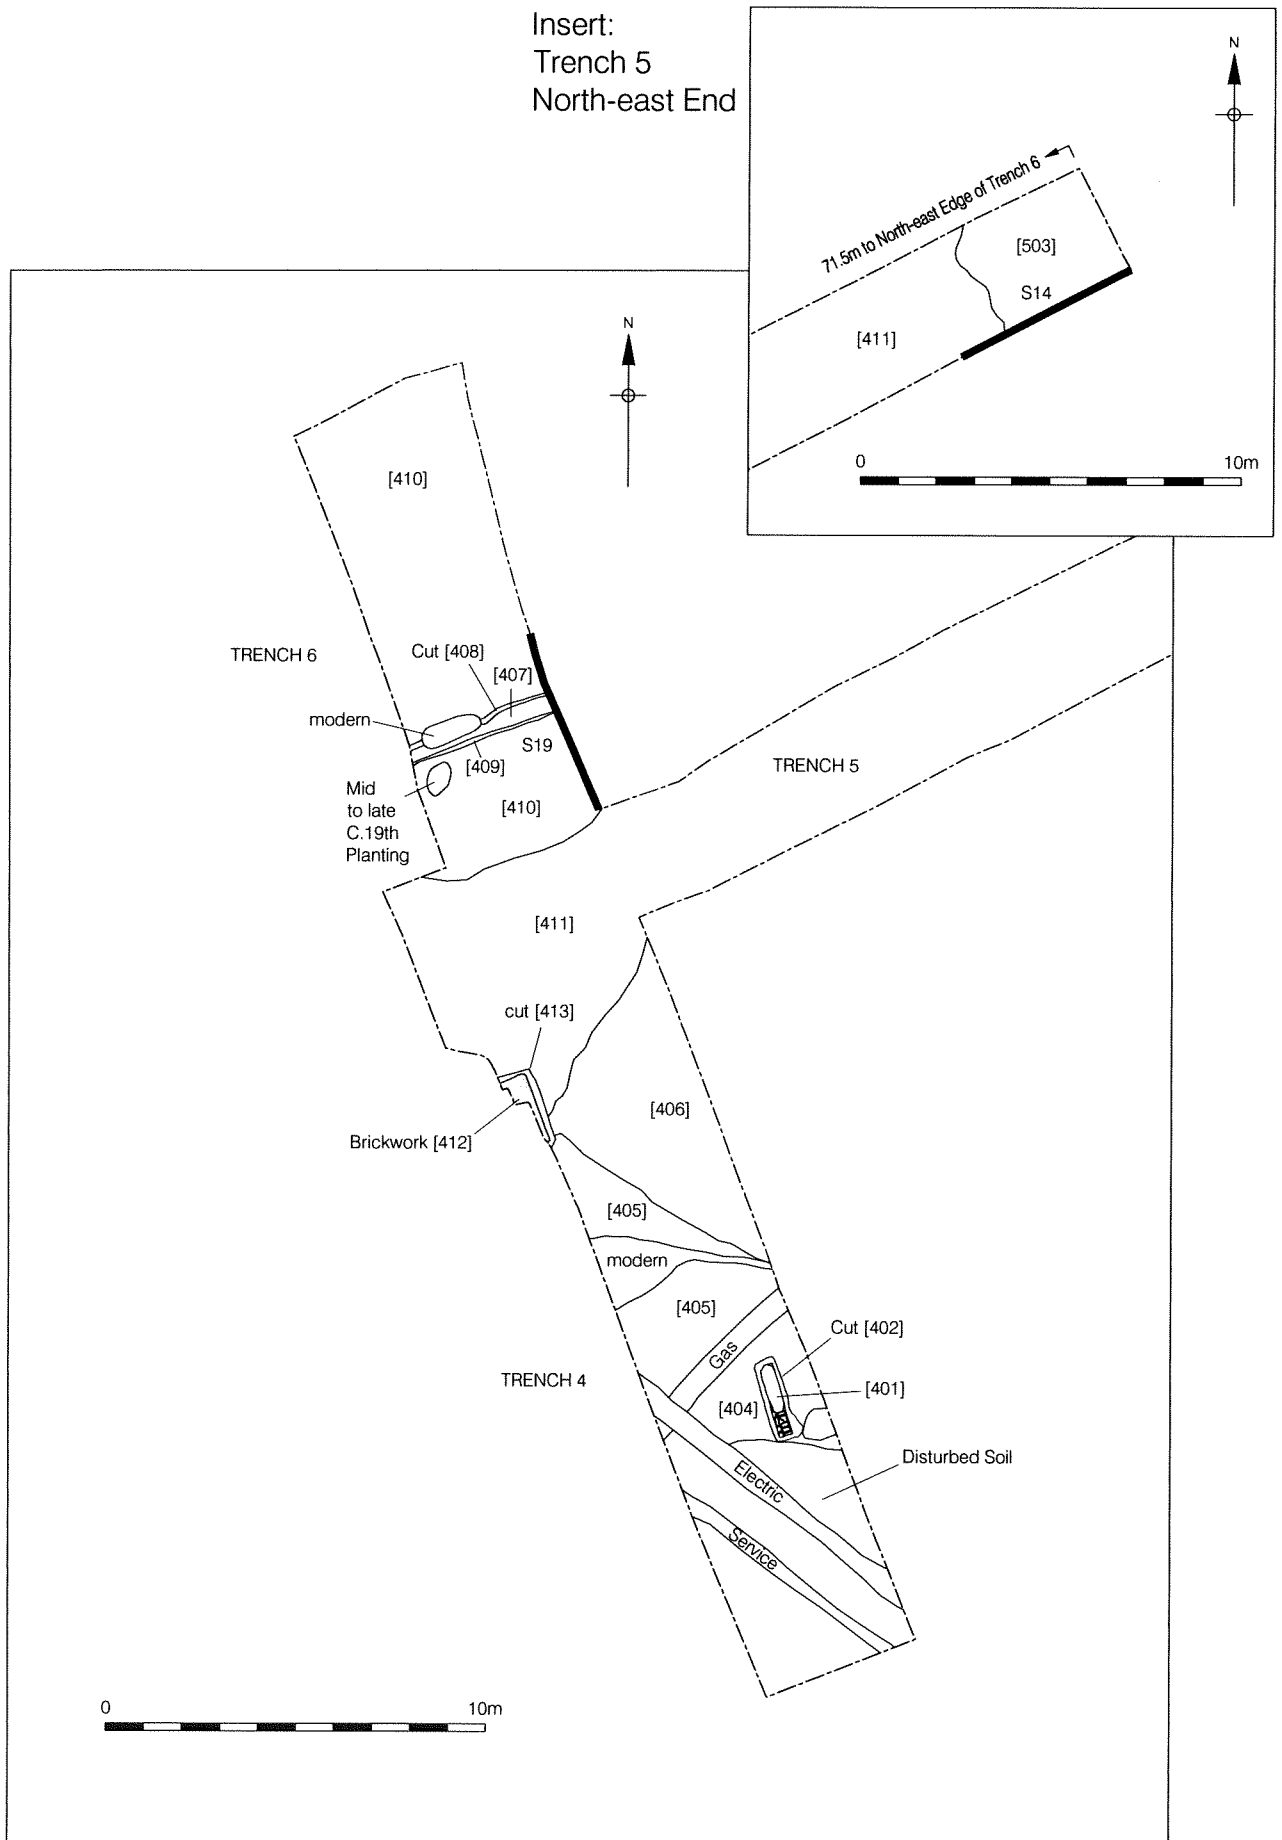 Insert:
Trench 5
North-east End
N
71.5m to North-east Edge of Trench 6
[503]
S14
[411]
0 10m
N
[410]
TRENCH 6
Cut [408]
[407]
modern
S19
[409]
TRENCH 5
Mid
to late
C.19th
Planting
[410]
[411]
cut [413]
[406]
Brickwork [412]
[405]
modern
[405]
Cut [402]
Gas
TRENCH 4
[401]
[404]
Disturbed Soil
Electric
Service
0 10m